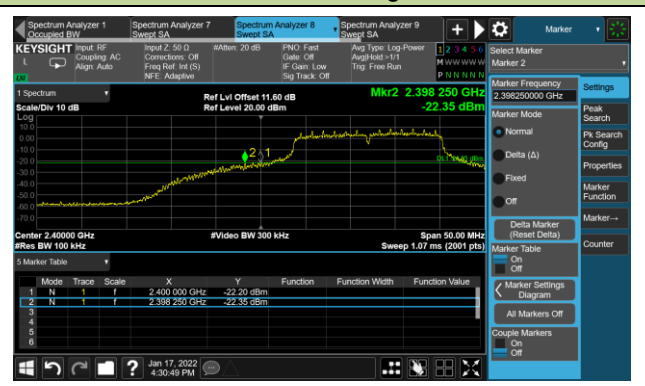 Spectrum Analyzer 1
Occupied BW
Spectrum Analyzer 7
Swept SA
Spectrum Analyzer 8
Swept SA
Spectrum Analyzer 9
Swept SA
Marker
KEYSIGHT
L
Input: RF
Coupling: AC
Align: Auto
Input Z: 50 Ω
Corrections: Off
Freq Ref: Int (S)
NFE: Adaptive
#Atten: 20 dB
PNO: Fast
Gate: Off
IF Gain: Low
Sig Track: Off
Avg Type: Log-Power
Avg|Hold:>1/1
Trig: Free Run
1 2 3 4 5 6
M W W W W W
P N N N N N
Select Marker
Marker 2
1 Spectrum
Scale/Div 10 dB
Ref Lvl Offset 11.60 dB
Ref Level 20.00 dBm
Mkr2 2.398 250 GHz
-22.35 dBm
Log
10.0
0.00
-10.0
-20.0
-30.0
-40.0
-50.0
-60.0
-70.0
2
1
Center 2.40000 GHz
#Res BW 100 kHz
#Video BW 300 kHz
Span 50.00 MHz
Sweep 1.07 ms (2001 pts)
5 Marker Table
Mode Trace Scale X Y Function Function Width Function Value
1 N 1 f 2.400 000 GHz -22.20 dBm
2 N 1 f 2.398 250 GHz -22.35 dBm
3
4
5
6
Marker Frequency
2.398250000 GHz
Marker Mode
Normal
Delta (Δ)
Fixed
Off
Delta Marker
(Reset Delta)
Marker Table
On
Off
Marker Settings
Diagram
All Markers Off
Couple Markers
On
Off
Settings
Peak
Search
Pk Search
Config
Properties
Marker
Function
Marker→
Counter
Jan 17, 2022
4:30:49 PM